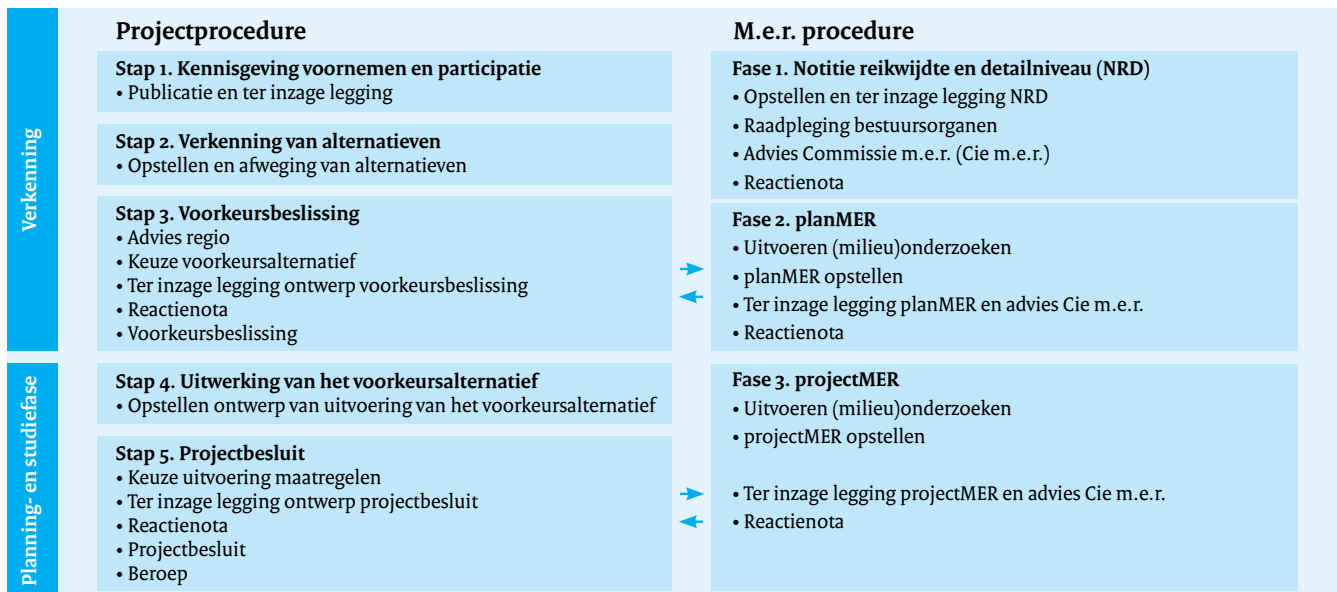 Verkenning
Planning- en studiefase
Projectprocedure
Stap 1. Kennisgeving voornemen en participatie
• Publicatie en ter inzage legging
Stap 2. Verkenning van alternatieven
• Opstellen en afweging van alternatieven
Stap 3. Voorkeursbeslissing
• Advies regio
• Keuze voorkeursalternatief
• Ter inzage legging ontwerp voorkeursbeslissing
• Reactienota
• Voorkeursbeslissing
Stap 4. Uitwerking van het voorkeursalternatief
• Opstellen ontwerp van uitvoering van het voorkeursalternatief
Stap 5. Projectbesluit
• Keuze uitvoering maatregelen
• Ter inzage legging ontwerp projectbesluit
• Reactienota
• Projectbesluit
• Beroep
M.e.r. procedure
Fase 1. Notitie reikwijdte en detailniveau (NRD)
• Opstellen en ter inzage legging NRD
• Raadpleging bestuursorganen
• Advies Commissie m.e.r. (Cie m.e.r.)
• Reactienota
Fase 2. planMER
• Uitvoeren (milieu)onderzoeken
• planMER opstellen
• Ter inzage legging planMER en advies Cie m.e.r.
• Reactienota
Fase 3. projectMER
• Uitvoeren (milieu)onderzoeken
• projectMER opstellen
• Ter inzage legging projectMER en advies Cie m.e.r.
• Reactienota